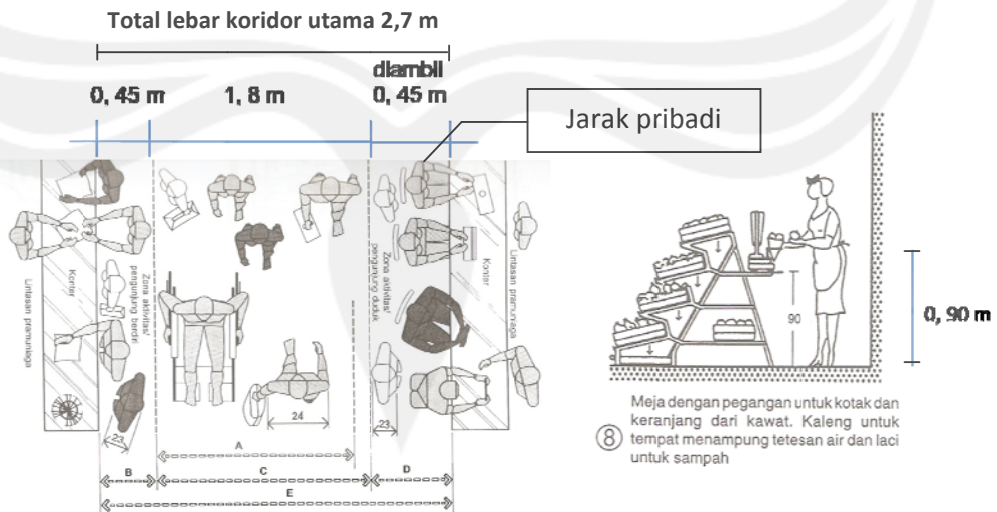 Total lebar koridor utama 2,7 m
0, 45 m
1, 8 m
diambil
0, 45 m
Jarak pribadi
Lintasan pramuniaga
Konter
Zona aktivitas/
pengunjung berdiri
Zona aktivitas/
pengunjung duduk
Konter
Lintasan pramuniaga
23
24
23
A
B
C
D
E
90
0, 90 m
8
Meja dengan pegangan untuk kotak dan
keranjang dari kawat. Kaleng untuk
tempat menampung tetesan air dan laci
untuk sampah